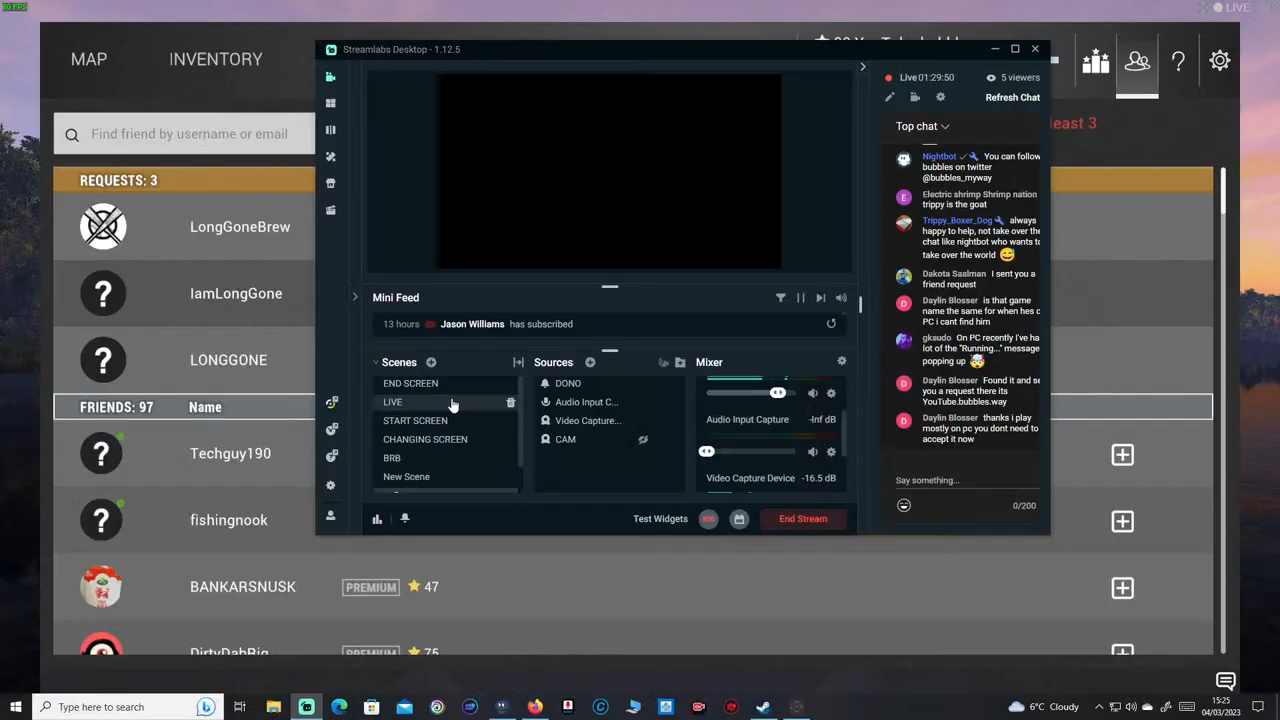 60 FPS
LIVE
MAP
INVENTORY
Streamlabs Desktop - 1.12.5
Find friend by username or email
least 3
REQUESTS: 3
LongGoneBrew
IamLongGone
LONGGONE
FRIENDS: 97
Name
Techguy190
fishingnook
BANKARSNUSK
PREMIUM
47
DirtyDabRig
75
Mini Feed
13 hours
Jason Williams has subscribed
Scenes
END SCREEN
LIVE
START SCREEN
CHANGING SCREEN
BRB
New Scene
Sources
DONO
Audio Input C...
Video Capture...
CAM
Mixer
Audio Input Capture
-Inf dB
Video Capture Device
-16.5 dB
Test Widgets
REC
End Stream
Live 01:29:50
5 viewers
Refresh Chat
Top chat
Nightbot You can follow
bubbles on twitter
@bubbles_myway
Electric shrimp Shrimp nation
trippy is the goat
Trippy_Boxer_Dog always
happy to help, not take over the
chat like nightbot who wants to
take over the world
Dakota Saalman I sent you a
friend request
Daylin Blosser is that game
name the same for when hes o
PC i cant find him
gksudo On PC recently I've ha
lot of the "Running..." message
popping up
Daylin Blosser Found it and se
you a request there its
YouTube.bubbles.way
Daylin Blosser thanks i play
mostly on pc you dont need to
accept it now
Say something...
0/200
Type here to search
6°C Cloudy
15:25
04/03/2023